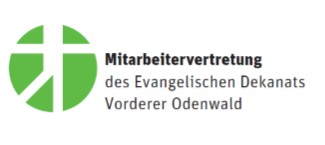 Mitarbeitervertretung
des Evangelischen Dekanats
Vorderer Odenwald